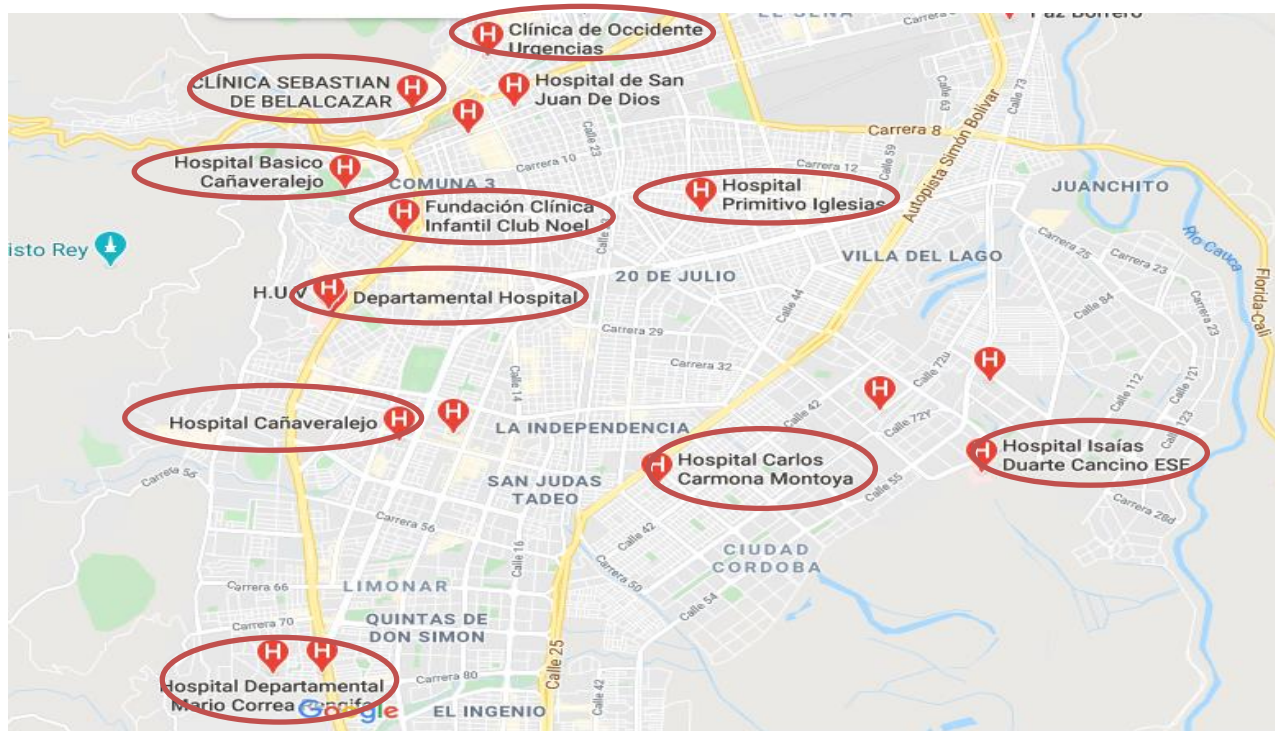 EL SENA
Carrera
Paz Borrero
Clínica de Occidente
Urgencias
CLÍNICA SEBASTIAN
DE BELALCAZAR
Hospital de San
Juan De Dios
Calle 73
Calle 63
Autopista Simón Bolívar
Carrera 8
Calle 23
Calle 59
Carrera 10
Carrera 12
Hospital Basico
Cañaveralejo
COMUNA 3
Hospital
Primitivo Iglesias
JUANCHITO
Fundación Clínica
Infantil Club Noel
isto Rey
Río Cauca
Carrera 25
Carrera 23
VILLA DEL LAGO
20 DE JULIO
Florida-Cali
H.U.V
Departamental Hospital
Calle 44
Calle 84
Carrera 23
Carrera 29
Carrera 32
Calle 72u
Calle 14
Calle 112
Calle 121
Calle 42
Calle 72Y
Calle 123
Hospital Cañaveralejo
LA INDEPENDENCIA
Hospital Isaías
Duarte Cancino ESE
Hospital Carlos
Carmona Montoya
Carrera 56
SAN JUDAS
TADEO
Calle 55
Carrera 28d
Carrera 56
Calle 42
Calle 16
CIUDAD
CORDOBA
Carrera 50
Carrera 66
LIMONAR
Calle 54
Carrera 70
QUINTAS DE
DON SIMON
Calle 25
Hospital Departamental
Mario Correa
Carrera 80
Calle 42
Google
EL INGENIO